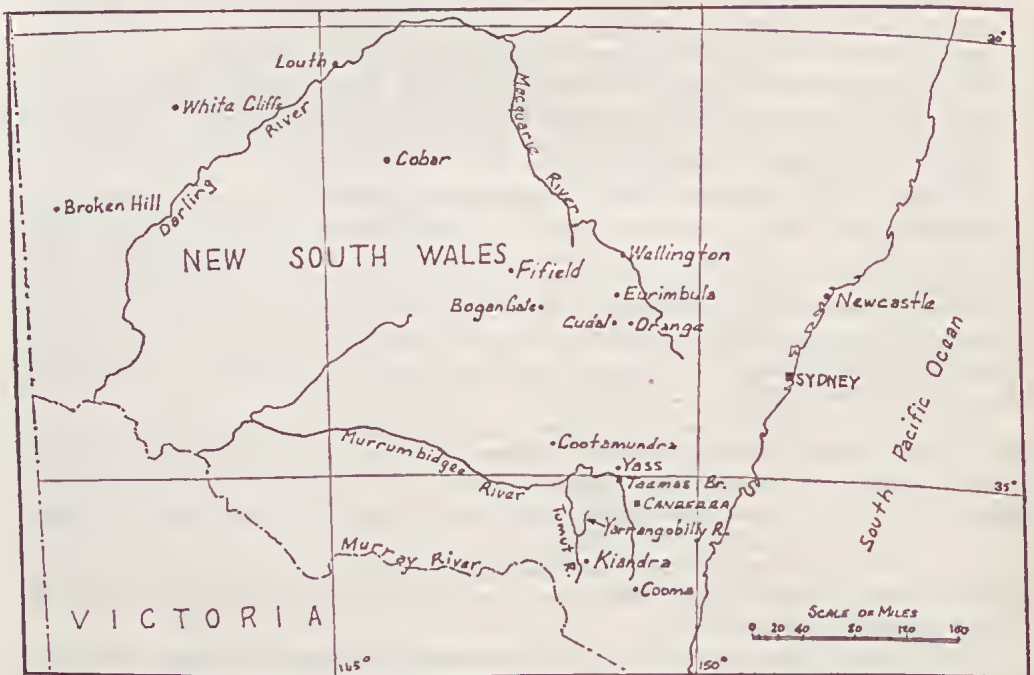 30°
Louth
White Cliffs
River
Darling
Macquarie
River
Cobar
Broken Hill
NEW SOUTH WALES
Wallington
Fifield
Eurimbula
Bogan Gate
Cudal
Orange
Newcastle
SYDNEY
South Pacific Ocean
Cootamundra
Murrumbidgee
River
Yass
Taemas Br.
35°
CANBERRA
Tumut R.
Yarrangobilly R.
Murray River
Kiandra
Cooma
VICTORIA
SCALE OF MILES
0 20 40 80 120 160
145°
150°